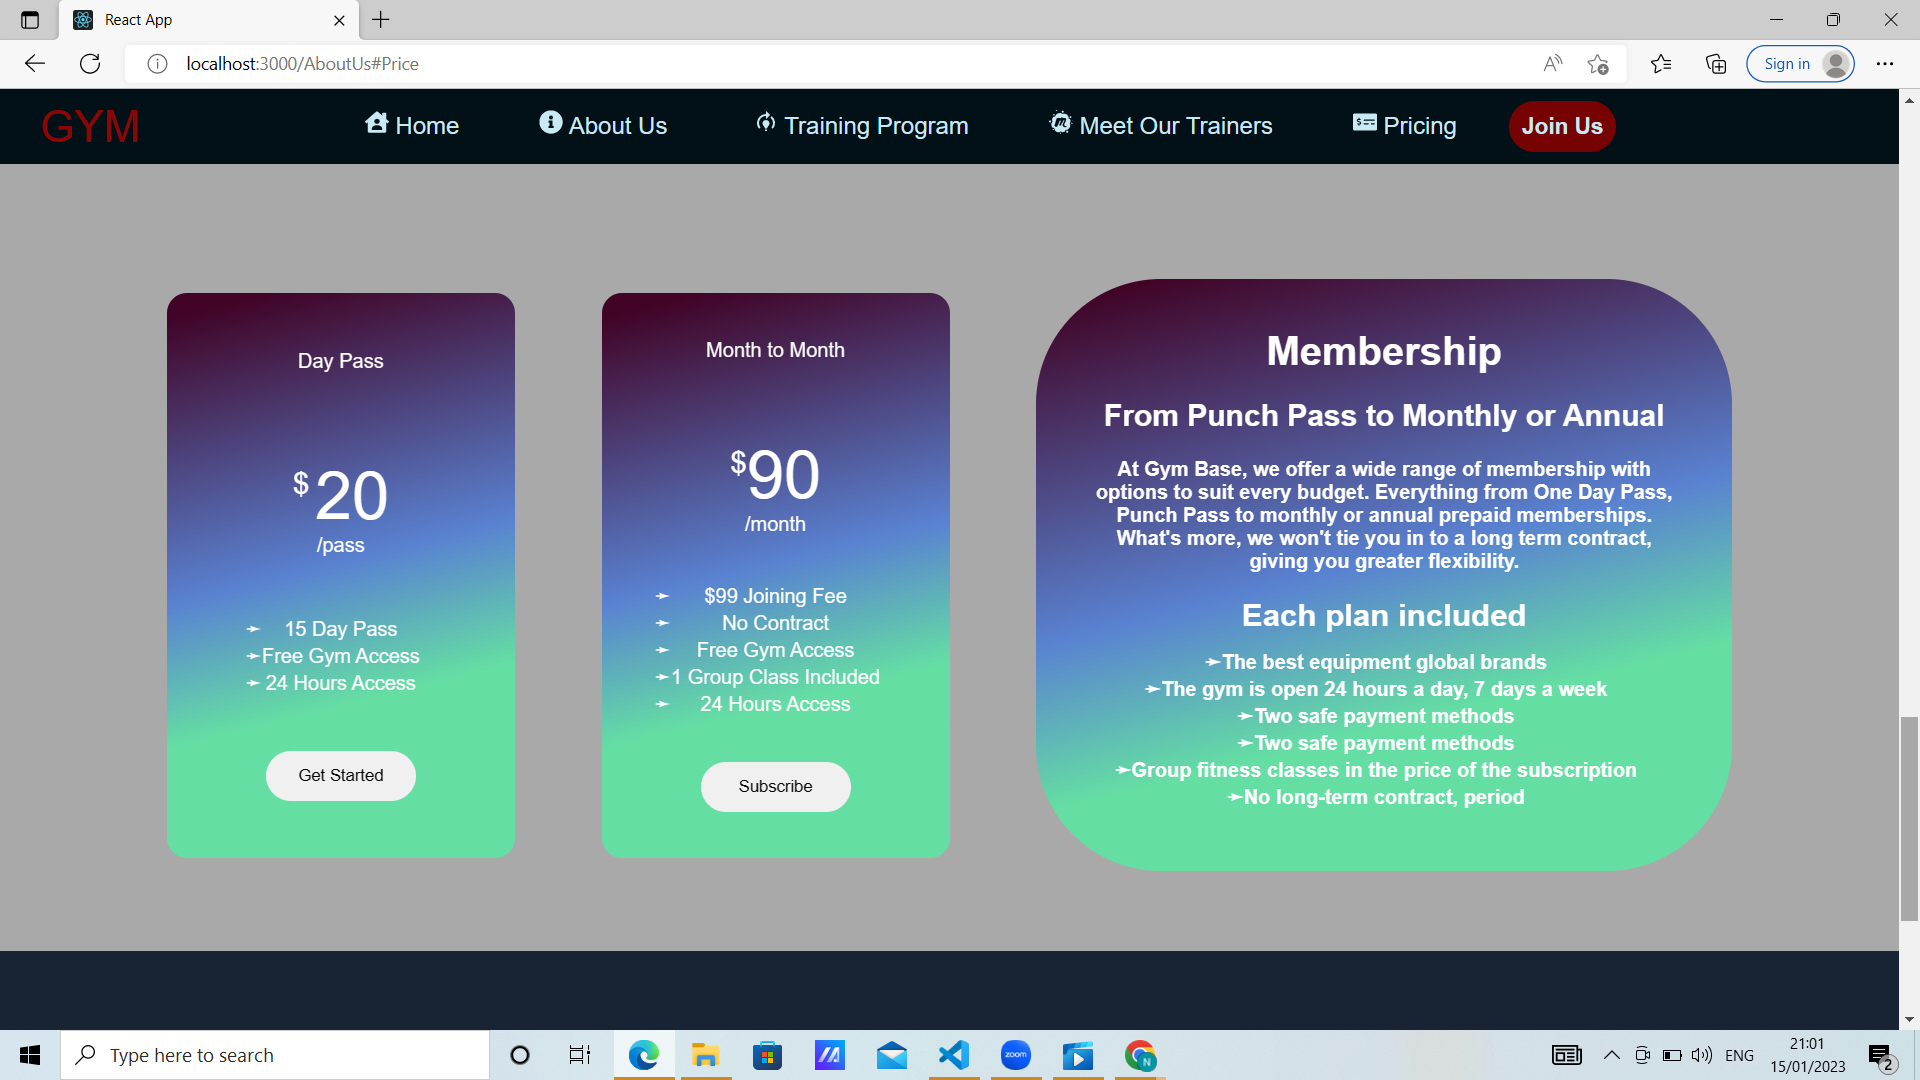 React App
localhost:3000/AboutUs#Price
Sign in
GYM
Home
About Us
Training Program
Meet Our Trainers
Pricing
Join Us
Day Pass
$20
/pass
15 Day Pass
Free Gym Access
24 Hours Access
Get Started
Month to Month
$90
/month
$99 Joining Fee
No Contract
Free Gym Access
1 Group Class Included
24 Hours Access
Subscribe
Membership
From Punch Pass to Monthly or Annual
At Gym Base, we offer a wide range of membership with
options to suit every budget. Everything from One Day Pass,
Punch Pass to monthly or annual prepaid memberships.
What's more, we won't tie you in to a long term contract,
giving you greater flexibility.
Each plan included
The best equipment global brands
The gym is open 24 hours a day, 7 days a week
Two safe payment methods
Two safe payment methods
Group fitness classes in the price of the subscription
No long-term contract, period
Type here to search
zoom
N
ENG
21:01
15/01/2023
2